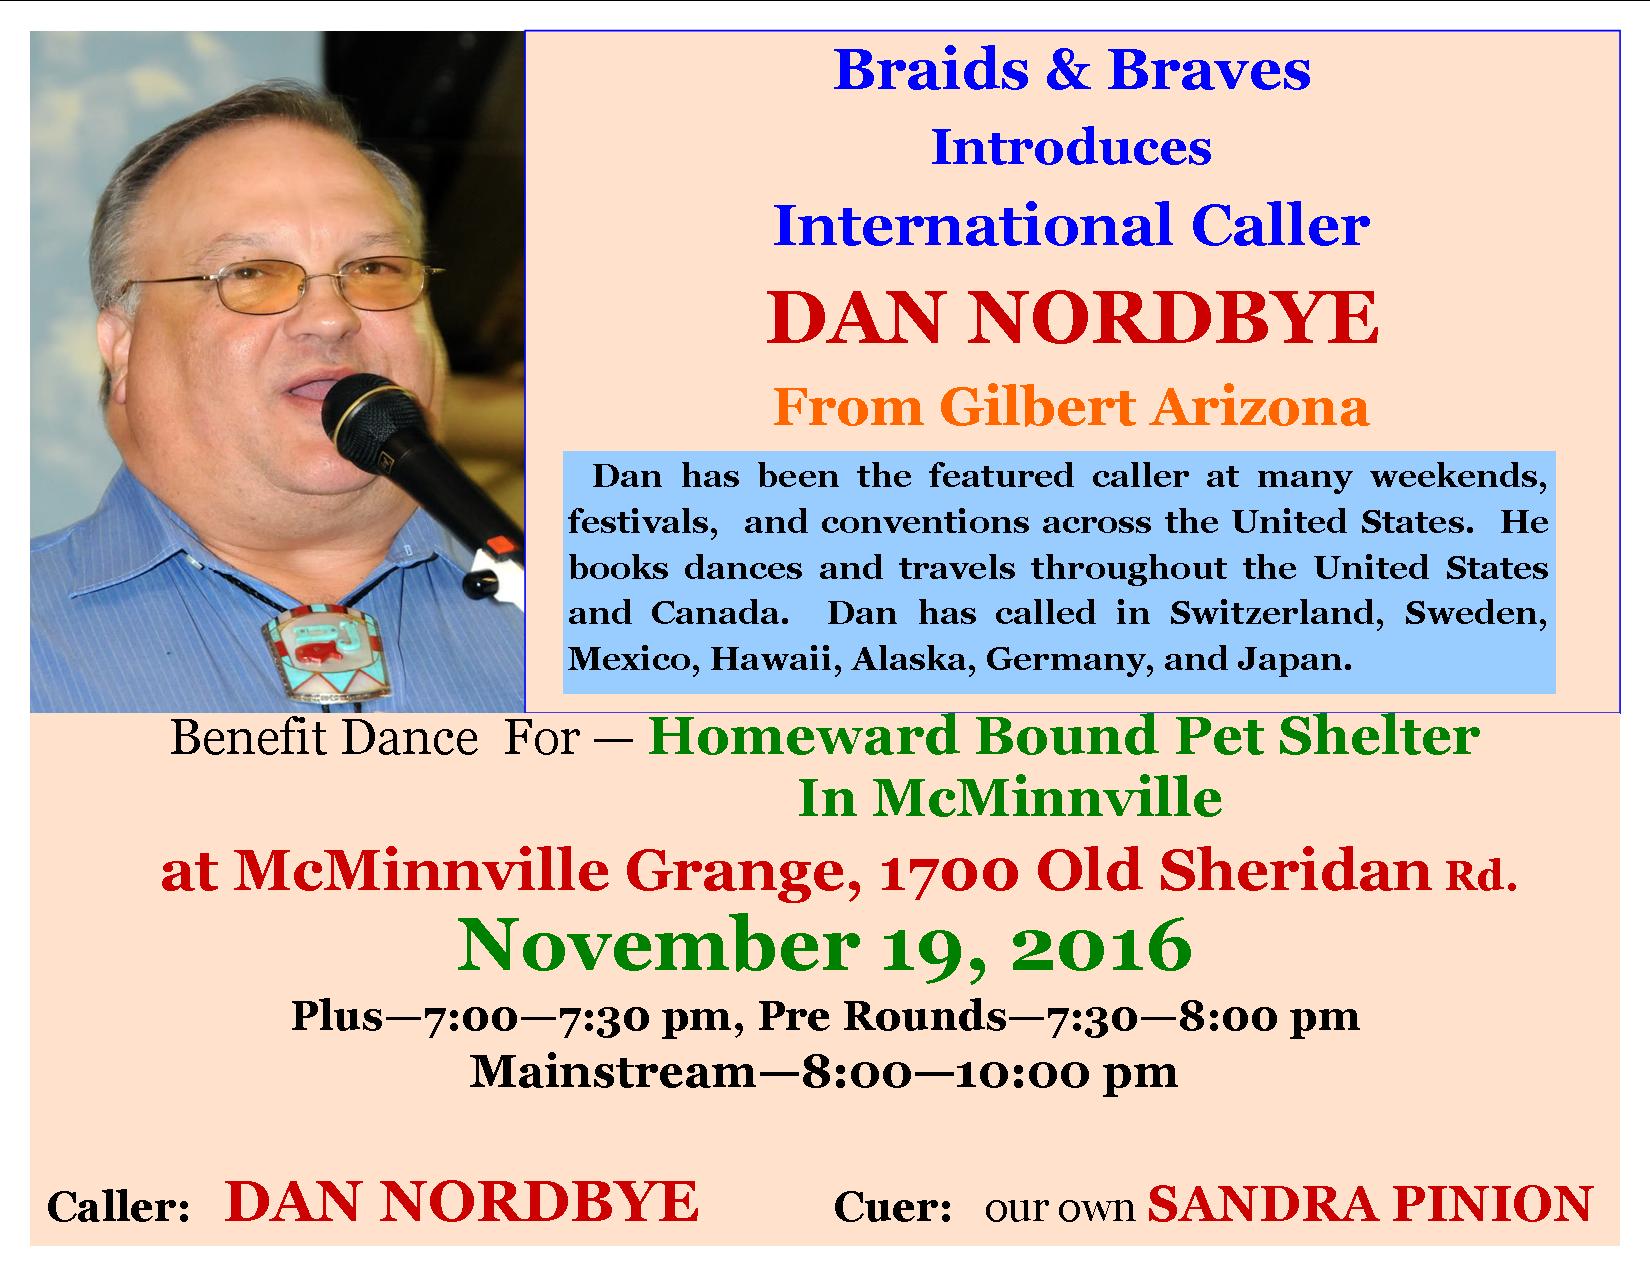 Braids & Braves
Introduces
International Caller
DAN NORDBYE
From Gilbert Arizona
Dan has been the featured caller at many weekends,
festivals, and conventions across the United States. He
books dances and travels throughout the United States
and Canada. Dan has called in Switzerland, Sweden,
Mexico, Hawaii, Alaska, Germany, and Japan.
Benefit Dance For — Homeward Bound Pet Shelter
In McMinnville
at McMinnville Grange, 1700 Old Sheridan Rd.
November 19, 2016
Plus—7:00—7:30 pm, Pre Rounds—7:30—8:00 pm
Mainstream—8:00—10:00 pm
Caller: DAN NORDBYE Cuer: our own SANDRA PINION